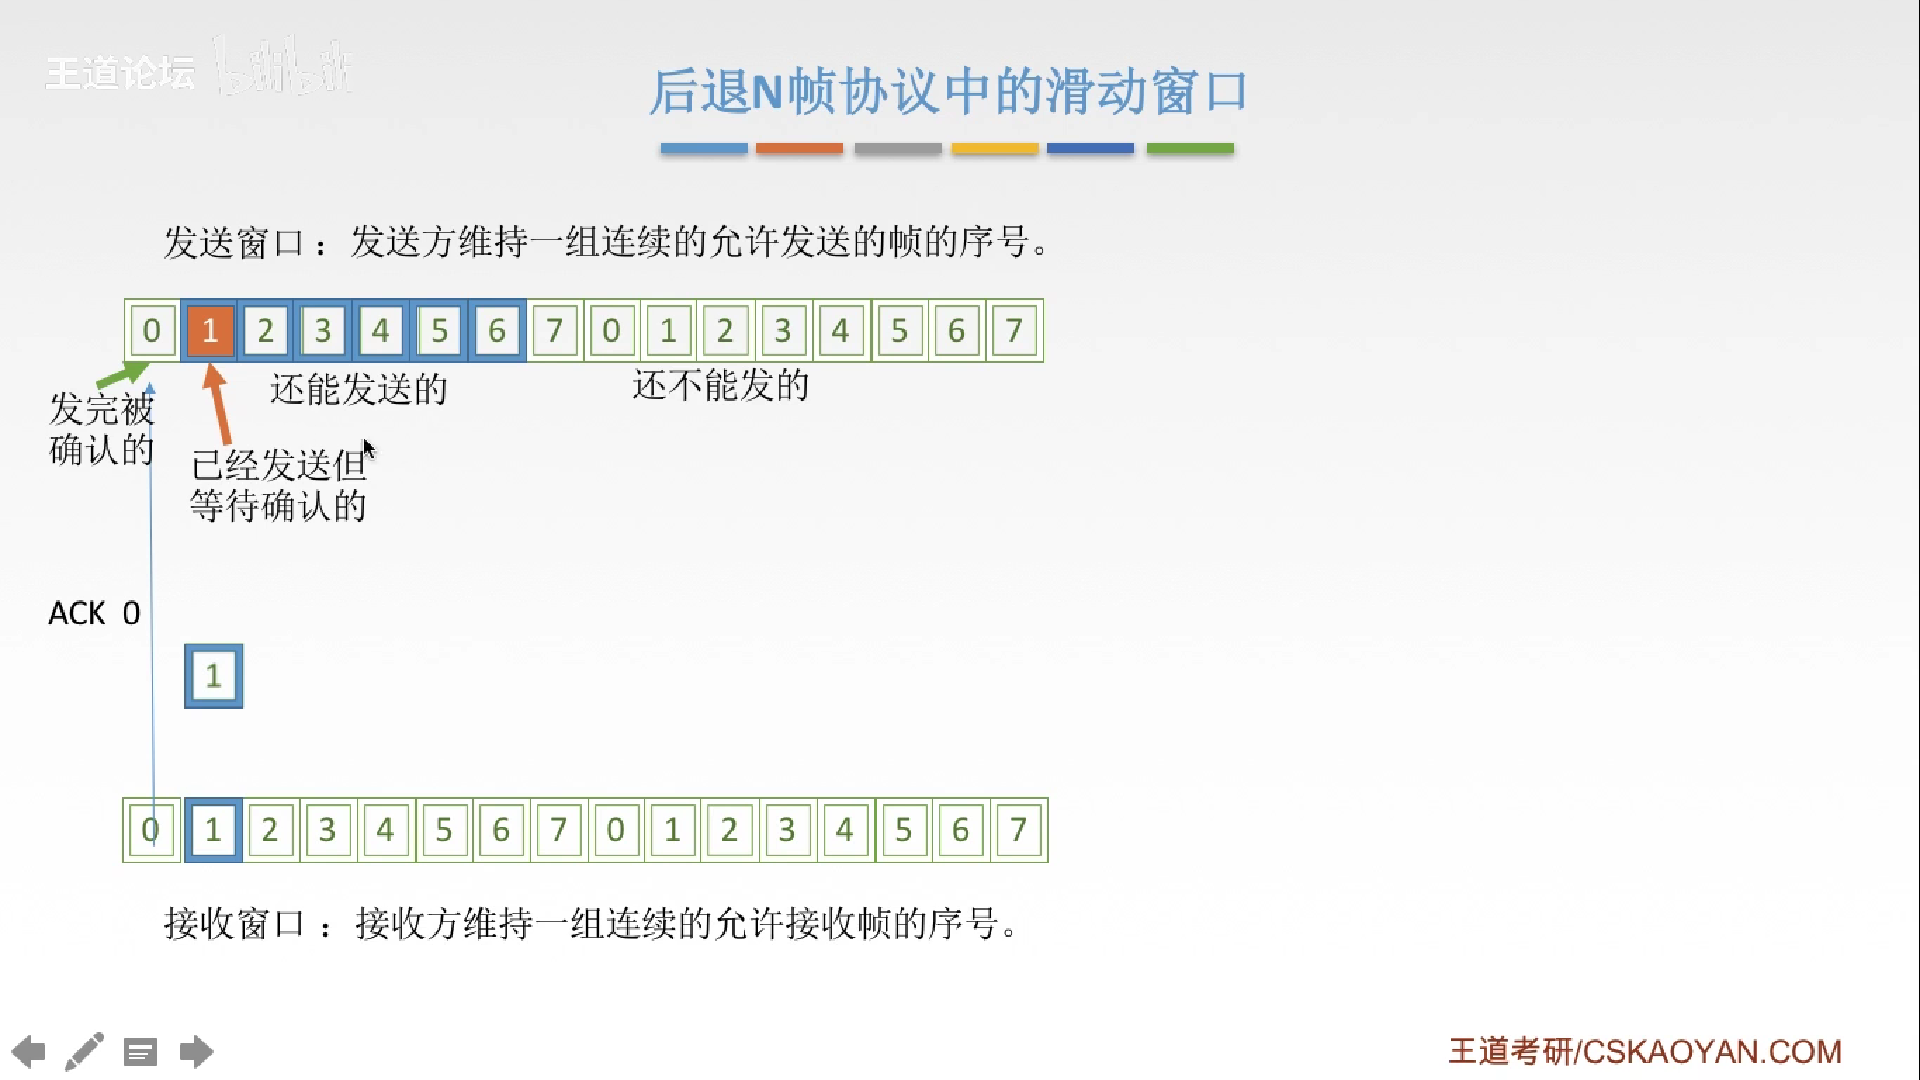 王道论坛 bilibili
后退N帧协议中的滑动窗口
发送窗口：发送方维持一组连续的允许发送的帧的序号。
0 1 2 3 4 5 6 7 0 1 2 3 4 5 6 7
还能发送的
还不能发的
发完被
确认的
已经发送但
等待确认的
ACK 0
1
0 1 2 3 4 5 6 7 0 1 2 3 4 5 6 7
接收窗口：接收方维持一组连续的允许接收帧的序号。
王道考研/CSKAOYAN.COM